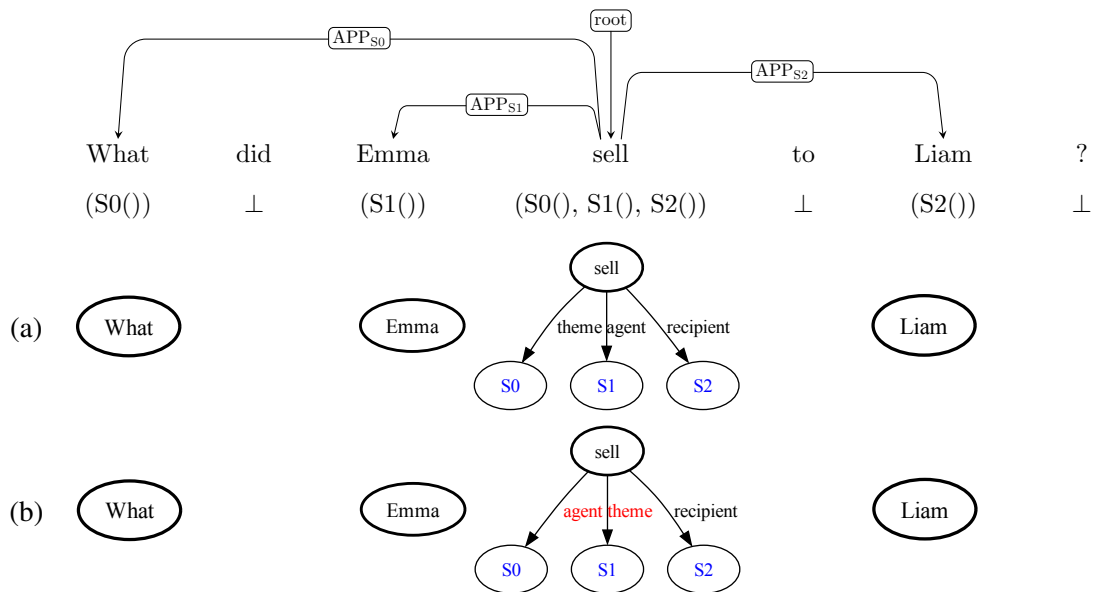 root
APP_S0
APP_S2
APP_S1
What did Emma sell to Liam ?
(S0()) ⊥ (S1()) (S0(), S1(), S2()) ⊥ (S2()) ⊥
sell
(a) What Emma theme agent recipient Liam
S0 S1 S2
sell
(b) What Emma agent theme recipient Liam
S0 S1 S2